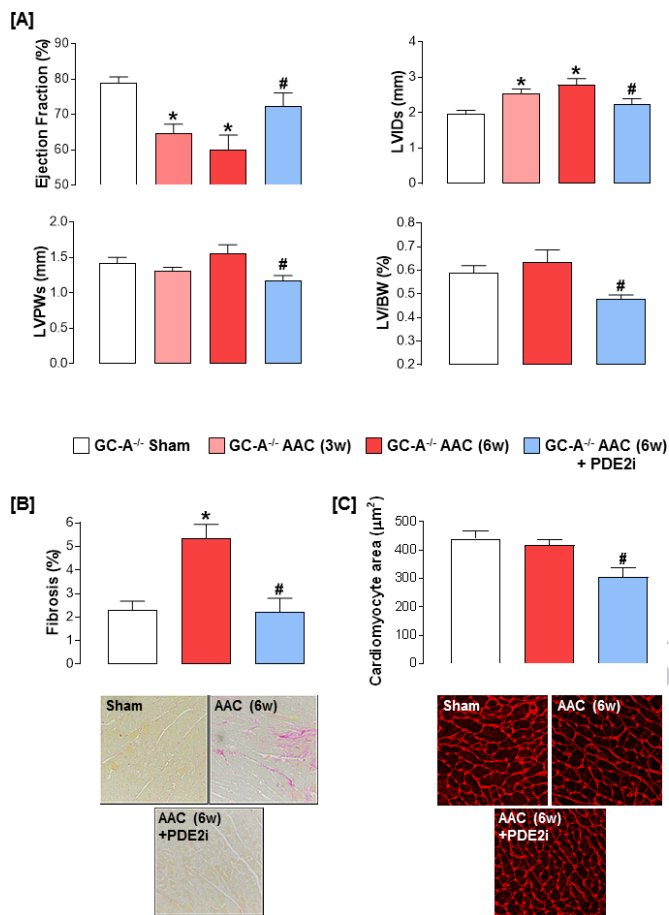 [A]
Ejection Fraction (%)
90
80
70
60
50
*
*
#
LVIDs (mm)
4
3
2
1
0
*
*
#
LVPWs (mm)
2.0
1.5
1.0
0.5
0.0
#
LV/BW (%)
0.8
0.7
0.6
0.5
0.4
0.3
0.2
#
GC-A-/- Sham
GC-A-/- AAC (3w)
GC-A-/- AAC (6w)
GC-A-/- AAC (6w)
+ PDE2i
[B]
Fibrosis (%)
6
5
4
3
2
1
0
*
#
Sham
AAC (6w)
AAC (6w)
+PDE2i
[C]
Cardiomyocyte area (μm²)
500
400
300
200
100
0
#
Sham
AAC (6w)
AAC (6w)
+PDE2i